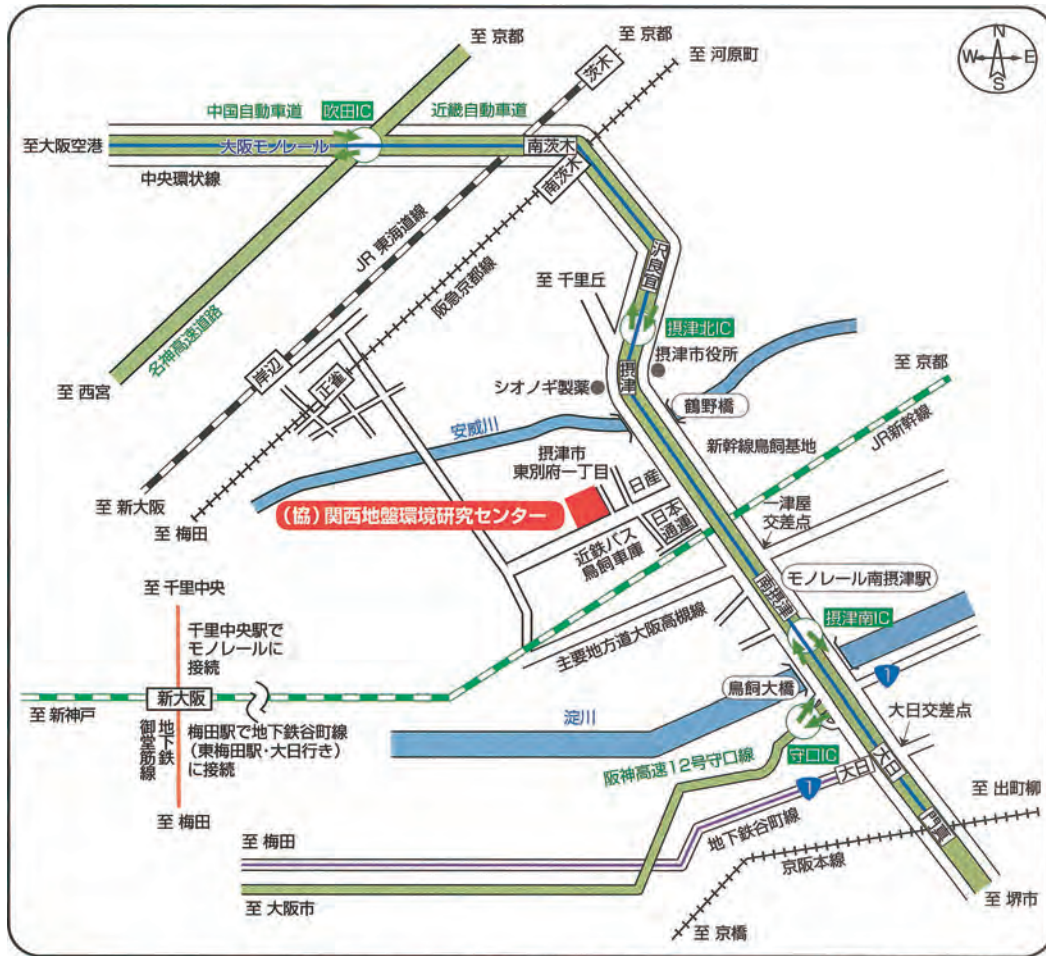 至 京都
至 京都
至 河原町
N
W E
S
茨木
中国自動車道
吹田IC
近畿自動車道
至大阪空港
大阪モノレール
南茨木
中央環状線
南茨木
JR 東海道線
阪急京都線
名神高速道路
沢良宜
至 千里丘
摂津北IC
摂津市役所
岸辺
正雀
至 西宮
シオノギ製薬
摂津
至 京都
鶴野橋
安威川
新幹線鳥飼基地
JR新幹線
摂津市
東別府一丁目
日産
至 新大阪
至 梅田
(協)関西地盤環境研究センター
日本
通運
一津屋
交差点
近鉄バス
鳥飼車庫
至 千里中央
モノレール南摂津駅
南摂津
摂津南IC
千里中央駅で
モノレールに
接続
主要地方道大阪高槻線
1
新大阪
鳥飼大橋
至 新神戸
地下鉄
御堂筋線
梅田駅で地下鉄谷町線
(東梅田駅・大日行き)
に接続
淀川
大日交差点
守口IC
阪神高速12号守口線
大日
大日
1
至 出町柳
至 梅田
門真
至 梅田
地下鉄谷町線
京阪本線
至 大阪市
至 堺市
至 京橋